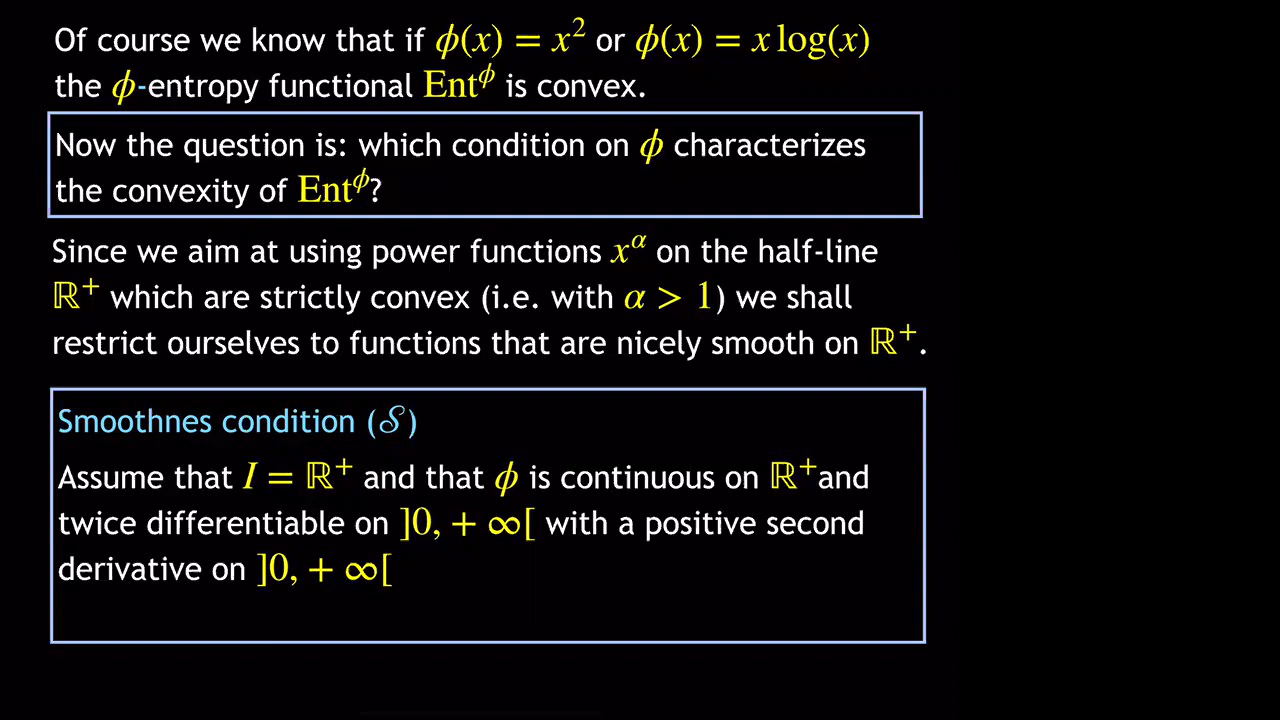 Of course we know that if ϕ(x) = x² or ϕ(x) = x log(x)
the ϕ-entropy functional Ent^ϕ is convex.
Now the question is: which condition on ϕ characterizes
the convexity of Ent^ϕ?
Since we aim at using power functions x^α on the half-line
ℝ⁺ which are strictly convex (i.e. with α > 1) we shall
restrict ourselves to functions that are nicely smooth on ℝ⁺.
Smoothnes condition (𝒮)
Assume that I = ℝ⁺ and that ϕ is continuous on ℝ⁺and
twice differentiable on ]0, + ∞[ with a positive second
derivative on ]0, + ∞[